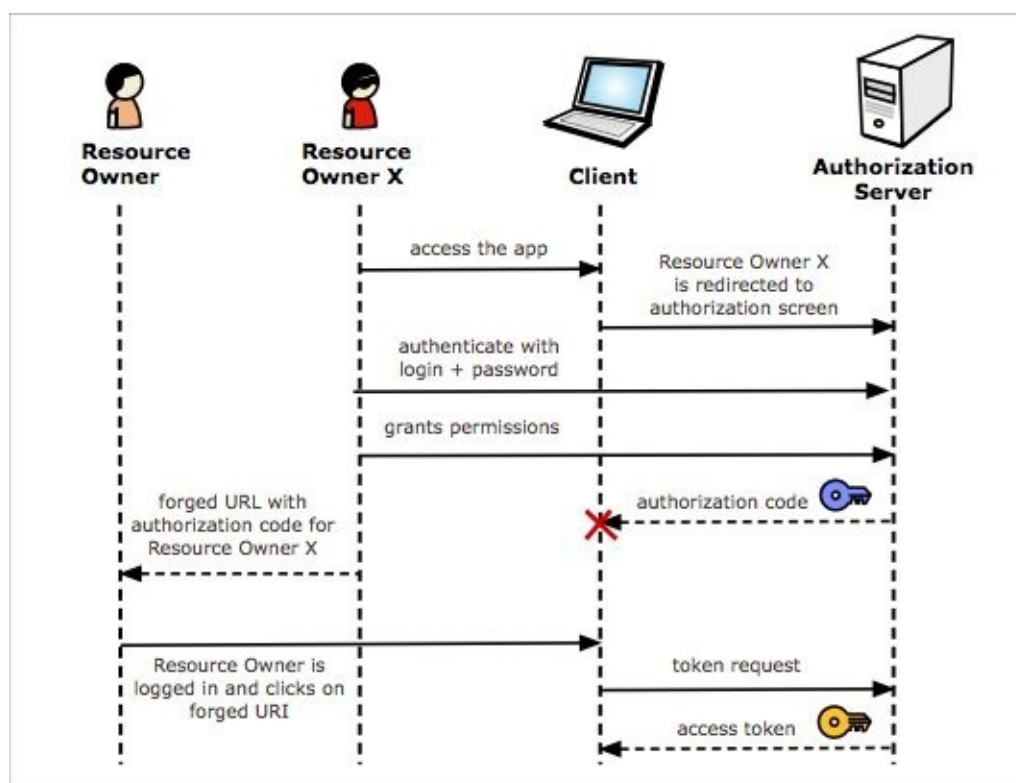 Resource
Owner
Resource
Owner X
Client
Authorization
Server
access the app
Resource Owner X
is redirected to
authorization screen
authenticate with
login + password
grants permissions
authorization code
forged URL with
authorization code for
Resource Owner X
Resource Owner is
logged in and clicks on
forged URI
token request
access token